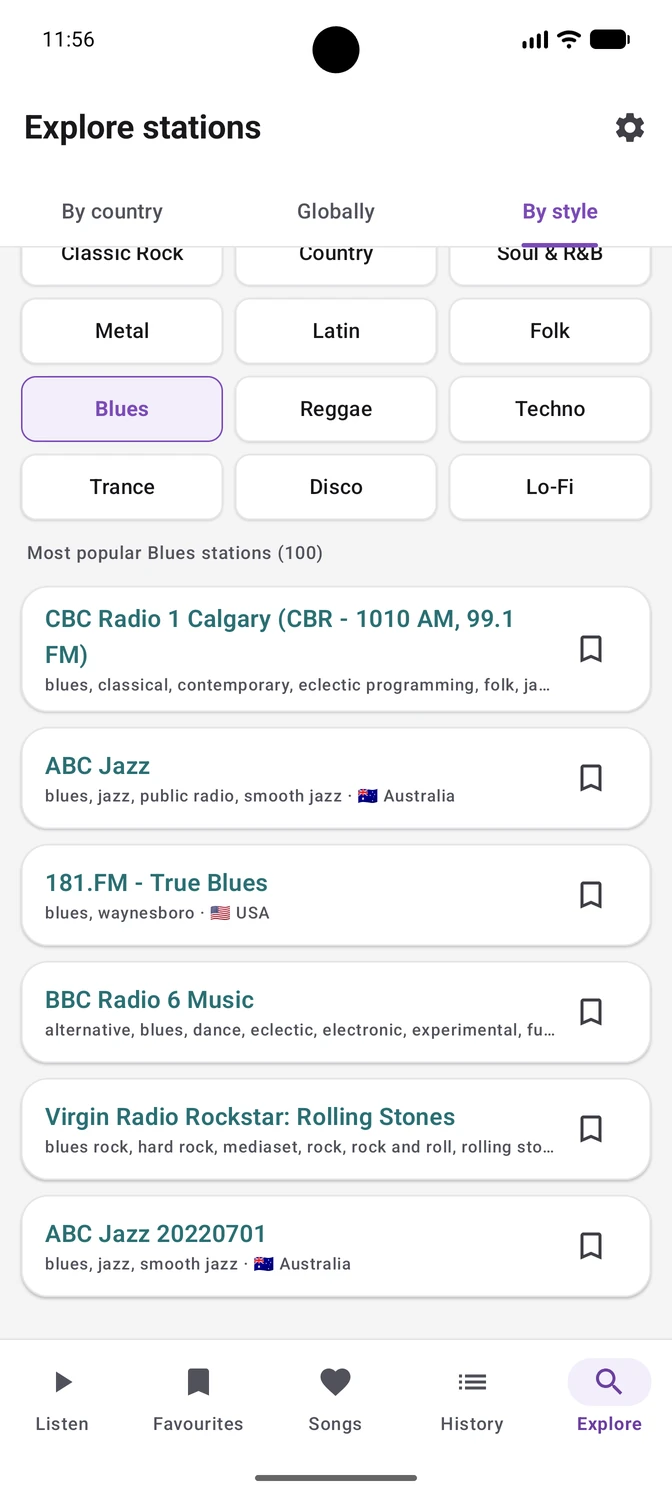 11:56
Explore stations
By country
Globally
By style
Classic Rock
Country
Soul & R&B
Metal
Latin
Folk
Blues
Reggae
Techno
Trance
Disco
Lo-Fi
Most popular Blues stations (100)
CBC Radio 1 Calgary (CBR - 1010 AM, 99.1
FM)
blues, classical, contemporary, eclectic programming, folk, ja…
ABC Jazz
blues, jazz, public radio, smooth jazz · 🇦🇺 Australia
181.FM - True Blues
blues, waynesboro · 🇺🇸 USA
BBC Radio 6 Music
alternative, blues, dance, eclectic, electronic, experimental, fu…
Virgin Radio Rockstar: Rolling Stones
blues rock, hard rock, mediaset, rock, rock and roll, rolling sto…
ABC Jazz 20220701
blues, jazz, smooth jazz · 🇦🇺 Australia
Listen
Favourites
Songs
History
Explore